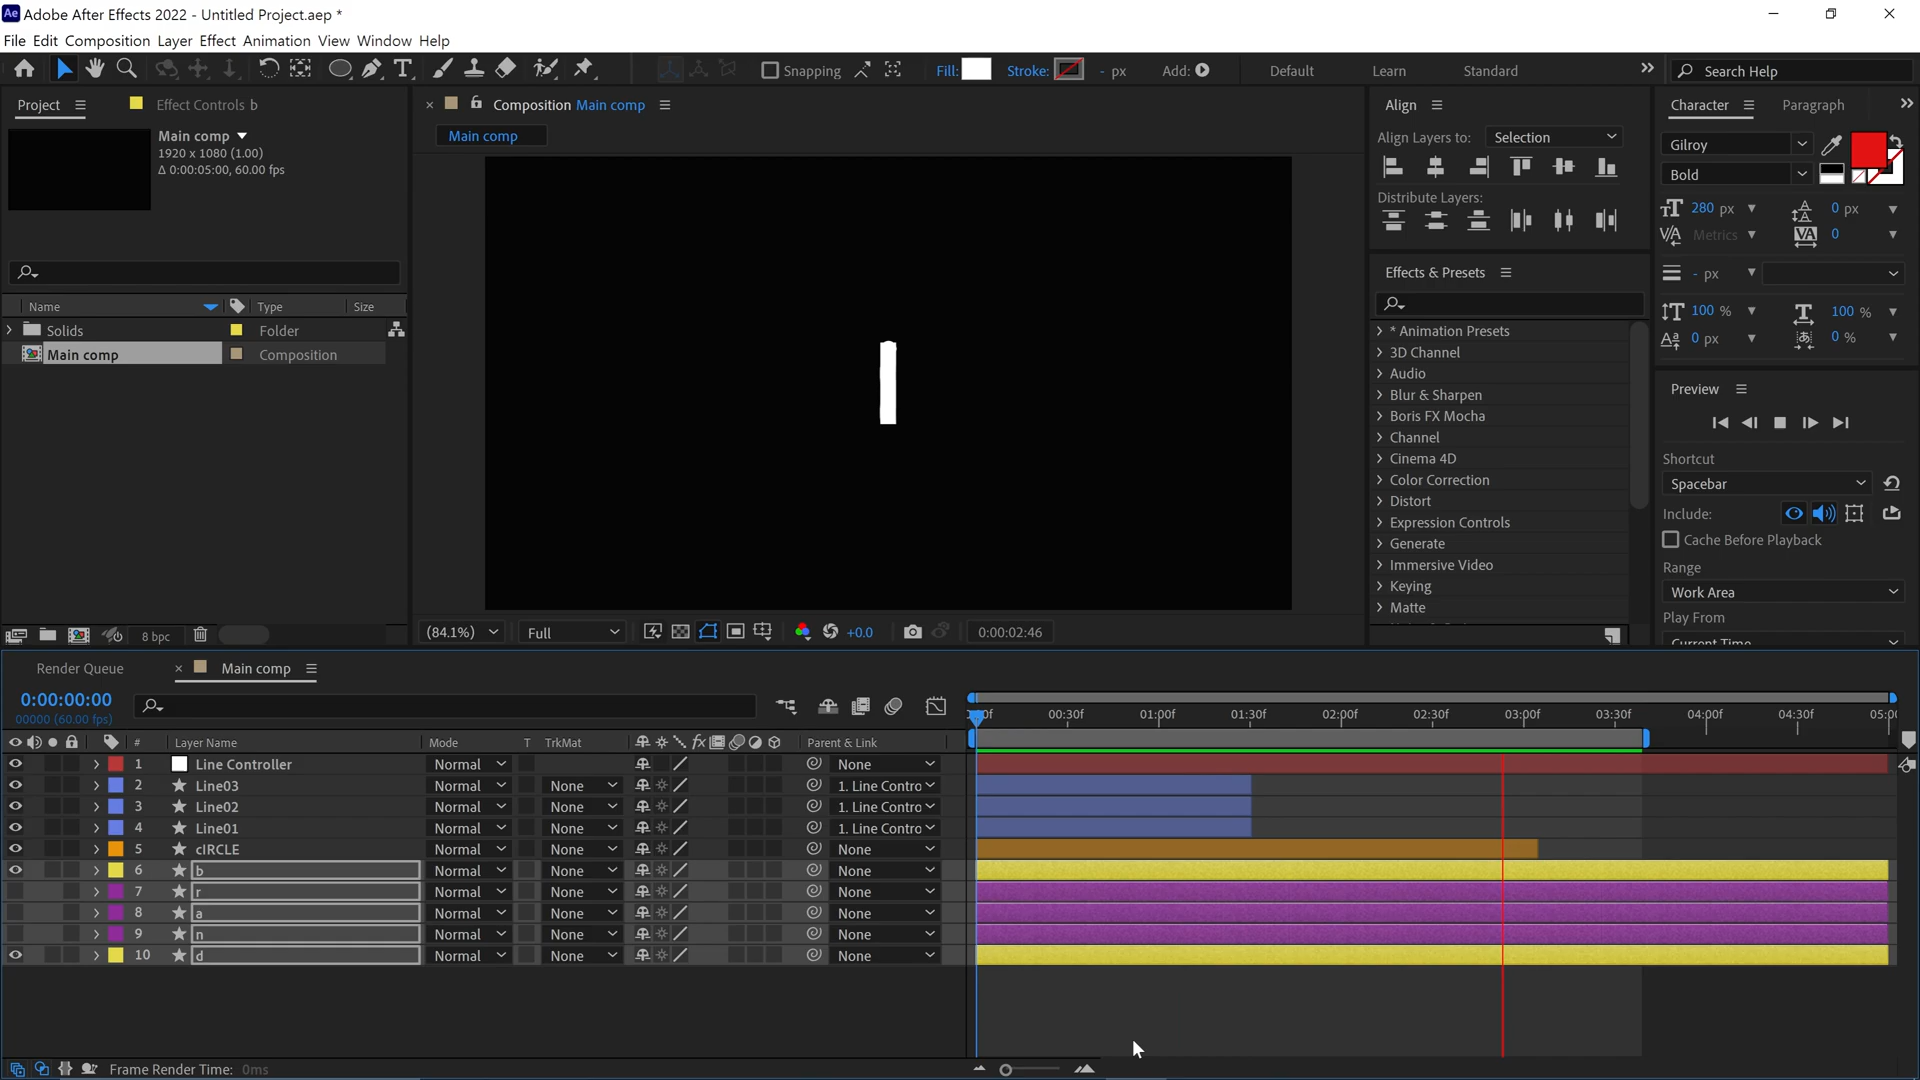 Ae Adobe After Effects 2022 - Untitled Project.aep *
File Edit Composition Layer Effect Animation View Window Help
Snapping
Fill:
Stroke:
- px
Add:
Default
Learn
Standard
Search Help
Project
Effect Controls b
Main comp
1920 x 1080 (1.00)
Δ 0:00:05:00, 60.00 fps
Name
Type
Size
Solids
Folder
Main comp
Composition
8 bpc
Composition Main comp
Main comp
(84.1%)
Full
+0.0
0:00:02:46
Align
Align Layers to:
Selection
Distribute Layers:
Effects & Presets
* Animation Presets
3D Channel
Audio
Blur & Sharpen
Boris FX Mocha
Channel
Cinema 4D
Color Correction
Distort
Expression Controls
Generate
Immersive Video
Keying
Matte
Character
Paragraph
Gilroy
Bold
280 px
0 px
Metrics
0
- px
100 %
100 %
0 px
0 %
Preview
Shortcut
Spacebar
Include:
Cache Before Playback
Range
Work Area
Play From
Current Time
Render Queue
Main comp
0:00:00:00
00000 (60.00 fps)
00:30f
01:00f
01:30f
02:00f
02:30f
03:00f
03:30f
04:00f
04:30f
# Layer Name Mode T TrkMat fx Parent & Link
1 Line Controller Normal None
2 Line03 Normal None 1. Line Contro
3 Line02 Normal None 1. Line Contro
4 Line01 Normal None 1. Line Contro
5 cIRCLE Normal None None
6 b Normal None None
7 r Normal None None
8 a Normal None None
9 n Normal None None
10 d Normal None None
Frame Render Time: 0ms